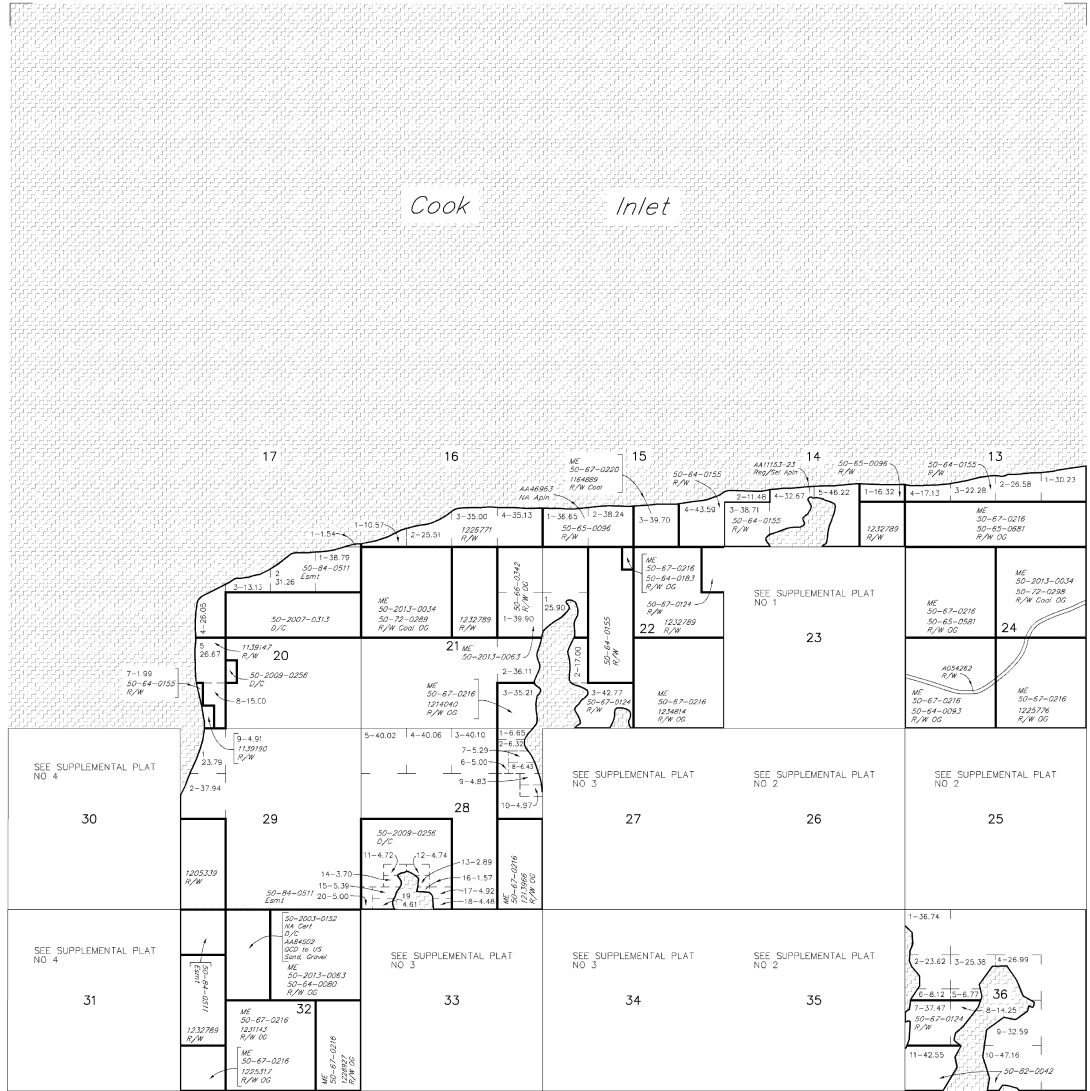 Cook Inlet
17
16
15
14
13
ME
50-67-0220
1164889
R/W Coal
50-64-0155
R/W
AA11153-23
Reg/Sel Apln
50-65-0096
R/W
50-64-0155
R/W
AA46963
NA Apln
1-1.54
1-10.57
2-25.51
3-35.00
4-35.13
1226771
R/W
1-36.65
2-38.24
50-65-0096
R/W
3-39.70
4-43.59
2-11.48
4-32.67
5-46.22
3-38.71
50-64-0155
R/W
1-16.32
1232789
R/W
4-17.13
3-22.28
2-26.58
1-30.23
ME
50-67-0216
50-65-0681
R/W OG
1-38.79
50-84-0511
Esmt
2
31.26
3-13.13
4-26.05
50-2007-0313
D/C
5
26.67
1139147
R/W
20
50-2009-0256
D/C
7-1.99
50-64-0155
R/W
8-15.00
9-4.91
1139190
R/W
ME
50-2013-0034
50-72-0289
R/W Coal OG
1232789
R/W
50-66-0342
R/W OG
1-39.90
21
ME
50-2013-0063
2-36.11
ME
50-67-0216
1214040
R/W OG
3-35.21
1
25.90
2-17.00
50-64-0155
R/W
ME
50-67-0216
50-64-0183
R/W OG
50-67-0124
R/W
1232789
R/W
22
3-42.77
50-67-0124
R/W
ME
50-67-0216
1234814
R/W OG
SEE SUPPLEMENTAL PLAT
NO 1
23
ME
50-67-0216
50-65-0581
R/W OG
24
ME
50-2013-0034
50-72-0298
R/W Coal OG
AA054262
R/W
ME
50-67-0216
50-64-0093
R/W OG
ME
50-67-0216
1225776
R/W OG
SEE SUPPLEMENTAL PLAT
NO 4
30
1
23.79
2-37.94
29
1205339
R/W
50-84-0511
Esmt
5-40.02
4-40.06
3-40.10
1-6.65
2-6.32
7-5.29
6-5.00
8-6.43
9-4.83
10-4.97
28
50-2009-0256
D/C
11-4.72
12-4.74
13-2.89
14-3.70
16-1.57
15-5.39
17-4.92
20-5.00
19
4.61
18-4.48
ME
50-67-0216
1213966
R/W OG
SEE SUPPLEMENTAL PLAT
NO 3
27
SEE SUPPLEMENTAL PLAT
NO 2
26
SEE SUPPLEMENTAL PLAT
NO 2
25
SEE SUPPLEMENTAL PLAT
NO 4
31
50-84-0511
Esmt
1232789
R/W
50-2003-0152
NA Cert
D/C
AA84502
QCD to US
Sand, Gravel
ME
50-2013-0063
50-64-0080
R/W OG
32
ME
50-67-0216
1231143
R/W OG
ME
50-67-0216
1225317
R/W OG
ME
50-67-0216
1228927
R/W OG
SEE SUPPLEMENTAL PLAT
NO 3
33
SEE SUPPLEMENTAL PLAT
NO 3
34
SEE SUPPLEMENTAL PLAT
NO 2
35
1-36.74
2-23.62
3-25.38
4-26.99
6-8.12
5-6.77
36
7-37.47
50-67-0124
R/W
8-14.25
9-32.59
11-42.55
10-47.16
50-82-0042